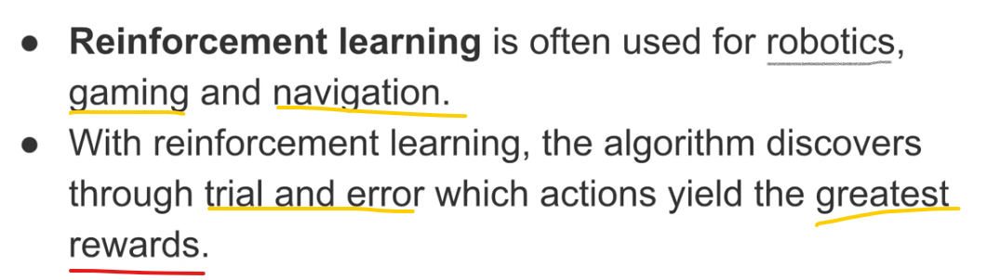 ● Reinforcement learning is often used for robotics,
gaming and navigation.
● With reinforcement learning, the algorithm discovers
through trial and error which actions yield the greatest
rewards.